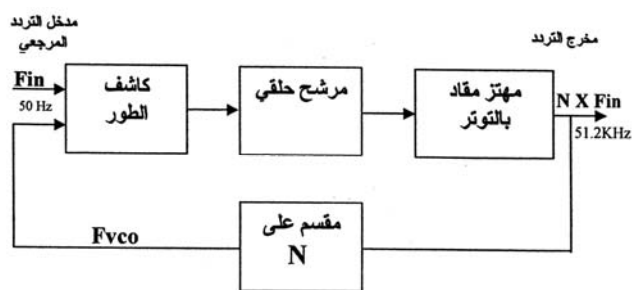 مدخل التردد
المرجعي
مخرج التردد
Fin
50 Hz
كاشف
الطور
مرشح حلقي
مهتز مقاد
بالتوتر
N X Fin
51.2KHz
Fvco
مقسم على
N